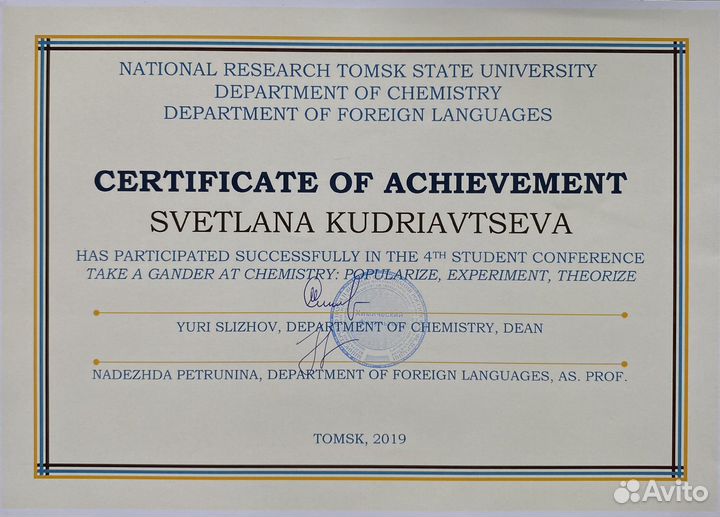 NATIONAL RESEARCH TOMSK STATE UNIVERSITY
DEPARTMENT OF CHEMISTRY
DEPARTMENT OF FOREIGN LANGUAGES
CERTIFICATE OF ACHIEVEMENT
SVETLANA KUDRIAVTSEVA
HAS PARTICIPATED SUCCESSFULLY IN THE 4TH STUDENT CONFERENCE
TAKE A GANDER AT CHEMISTRY: POPULARIZE, EXPERIMENT, THEORIZE
Химический
YURI SLIZHOV, DEPARTMENT OF CHEMISTRY, DEAN
NADEZHDA PETRUNINA, DEPARTMENT OF FOREIGN LANGUAGES, AS. PROF.
TOMSK, 2019
Avito